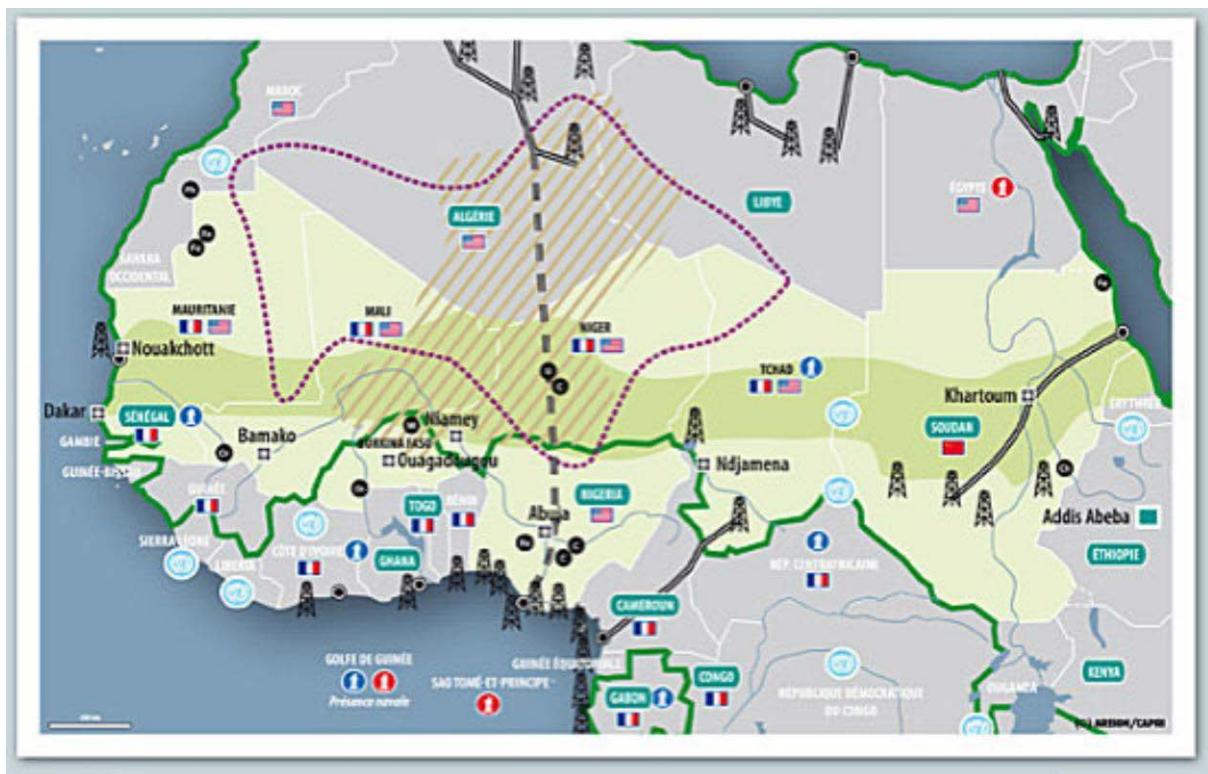 MAROC
ÉGYPTE
ALGÉRIE
LIBYE
SAHARA
OCCIDENTAL
MAURITANIE
MALI
NIGER
Nouakchott
TCHAD
Dakar
SÉNÉGAL
Niamey
Khartoum
ÉRYTHRÉE
GAMBIE
Bamako
BURKINA FASO
SOUDAN
Ouagadougou
Ndjamena
GUINÉE-BISSAU
GUINÉE
TOGO
BÉNIN
NIGERIA
Abuja
Addis Abeba
SIERRA LEONE
CÔTE D'IVOIRE
GHANA
RÉP. CENTRAFRICAINE
ÉTHIOPIE
LIBERIA
CAMEROUN
GOLFE DE GUINÉE
GUINÉE ÉQUATORIALE
Présence navale
SAO TOMÉ-ET-PRINCIPE
GABON
CONGO
RÉPUBLIQUE DÉMOCRATIQUE
DU CONGO
OUGANDA
KENYA
(C) AREION/CAPRI